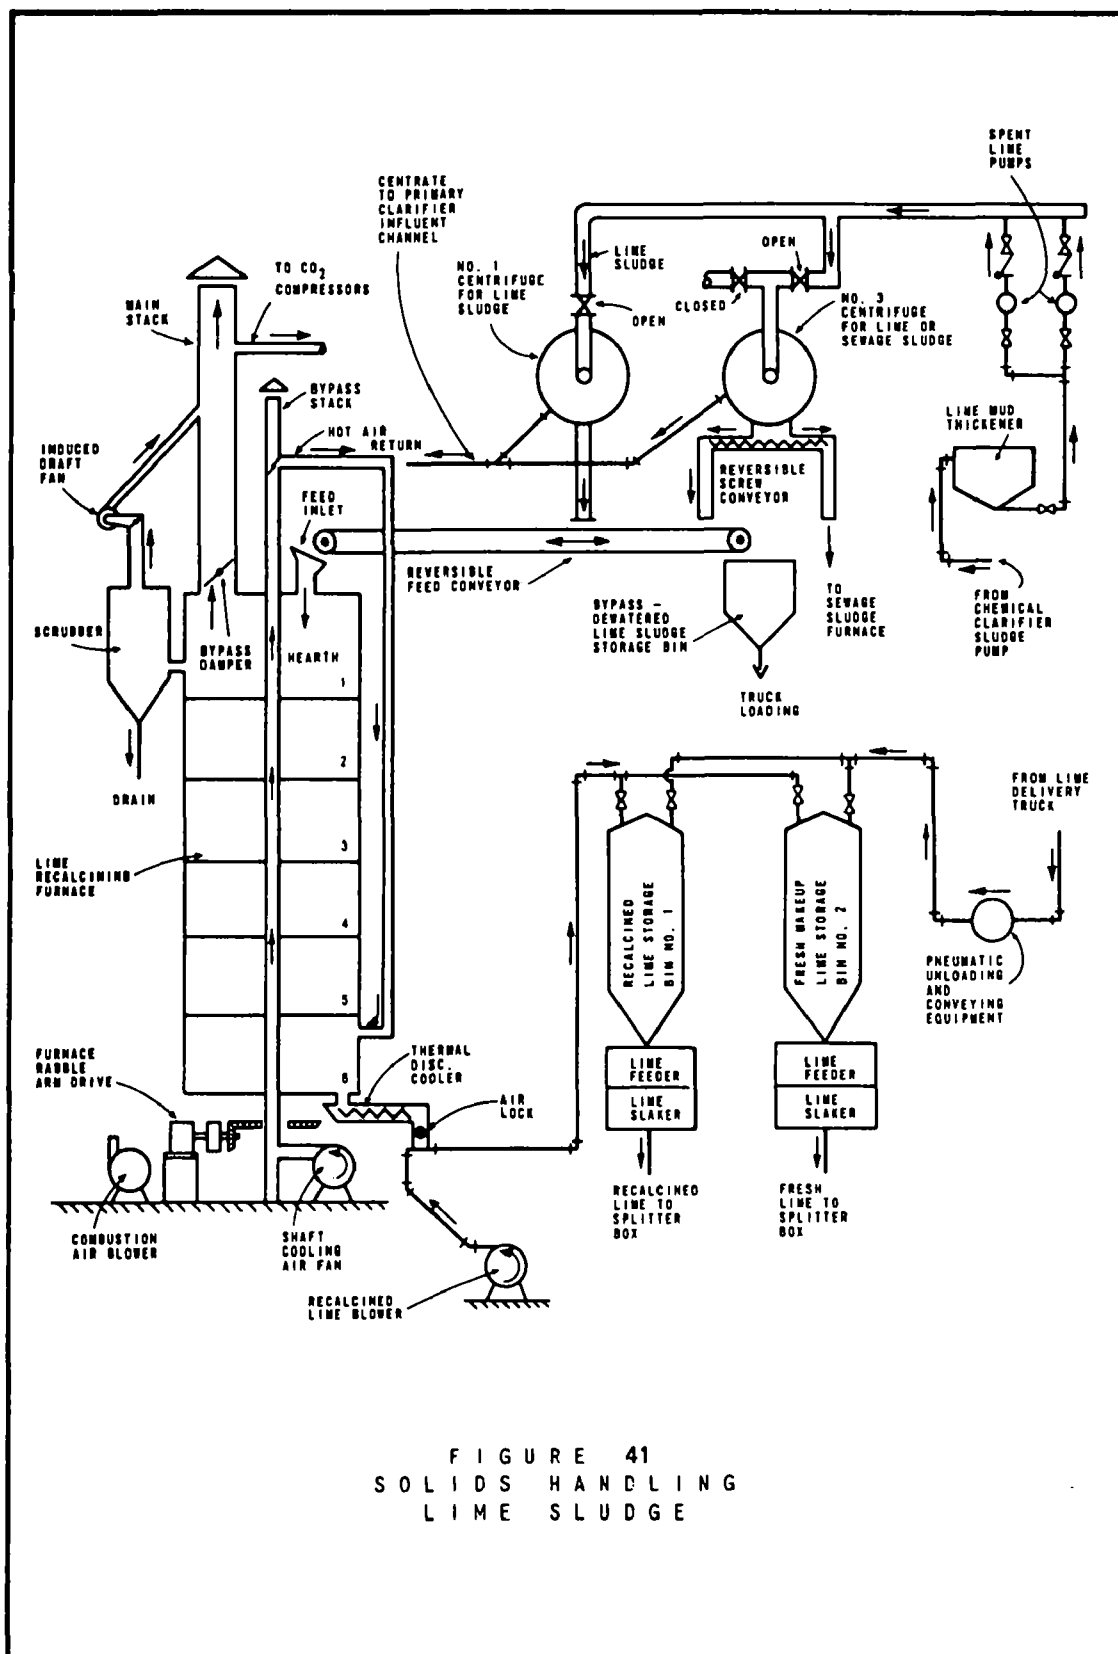 SPENT
LIME
PUMPS
CENTRATE
TO PRIMARY
CLARIFIER
INFLUENT
CHANNEL
TO CO2
COMPRESSORS
MAIN
STACK
NO. 1
CENTRIFUGE
FOR LIME
SLUDGE
LIME
SLUDGE
OPEN
OPEN
CLOSED
NO. 3
CENTRIFUGE
FOR LIME OR
SEWAGE SLUDGE
BYPASS
STACK
HOT AIR
RETURN
INDUCED
DRAFT
FAN
FEED
INLET
LIME MUD
THICKENER
REVERSIBLE
SCREW
CONVEYOR
REVERSIBLE
FEED CONVEYOR
BYPASS -
DEWATERED
LIME SLUDGE
STORAGE BIN
TO
SEWAGE
SLUDGE
FURNACE
FROM
CHEMICAL
CLARIFIER
SLUDGE
PUMP
SCRUBBER
BYPASS
DAMPER
HEARTH
1
2
3
4
5
6
TRUCK
LOADING
DRAIN
LIME
RECALCINING
FURNACE
FROM LIME
DELIVERY
TRUCK
RECALCINED
LIME STORAGE
BIN NO. 1
FRESH MAKEUP
LIME STORAGE
BIN NO. 2
PNEUMATIC
UNLOADING
AND
CONVEYING
EQUIPMENT
FURNACE
RABBLE
ARM DRIVE
THERMAL
DISC.
COOLER
AIR
LOCK
LIME
FEEDER
LIME
SLAKER
LIME
FEEDER
LIME
SLAKER
RECALCINED
LIME TO
SPLITTER
BOX
FRESH
LIME TO
SPLITTER
BOX
COMBUSTION
AIR BLOWER
SHAFT
COOLING
AIR FAN
RECALCINED
LIME BLOWER
FIGURE 41
SOLIDS HANDLING
LIME SLUDGE